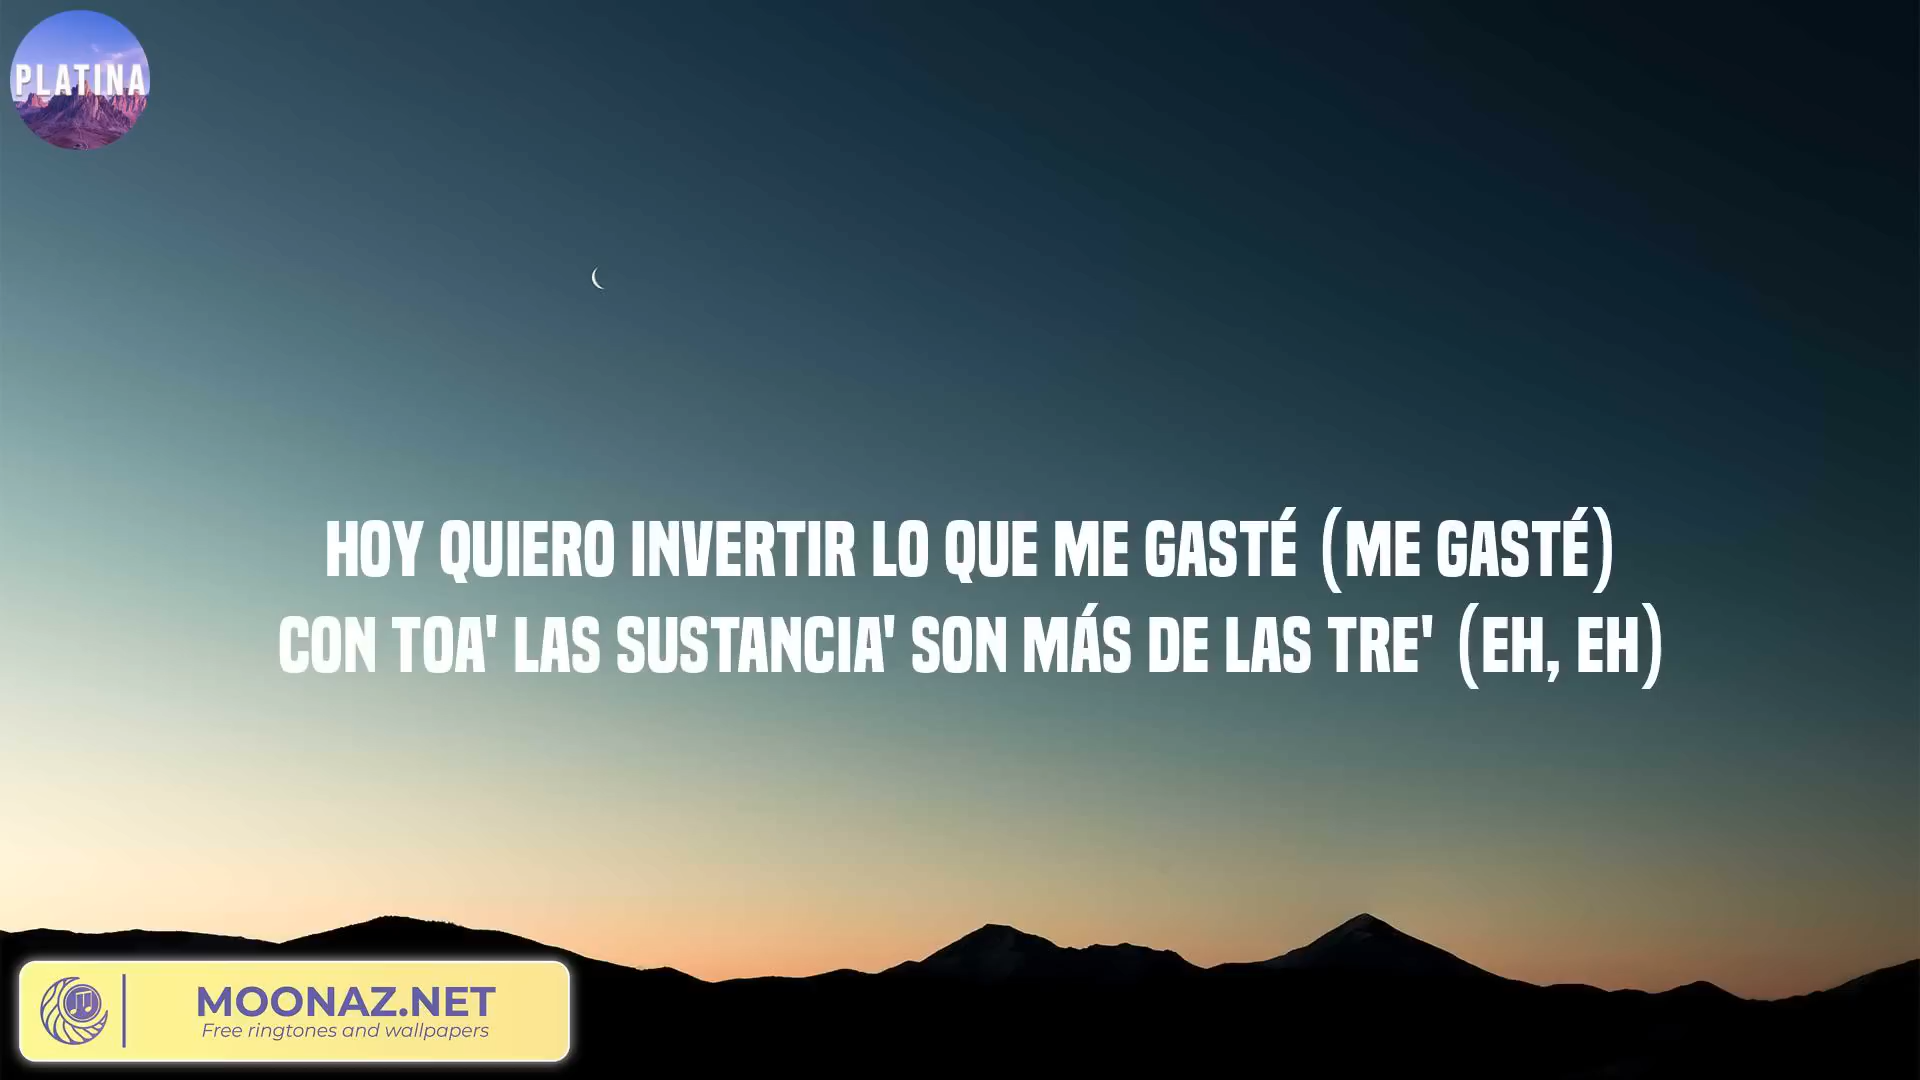 PLATINA
HOY QUIERO INVERTIR LO QUE ME GASTÉ (ME GASTÉ)
CON TOA' LAS SUSTANCIA' SON MÁS DE LAS TRE' (EH, EH)
MOONAZ.NET
Free ringtones and wallpapers